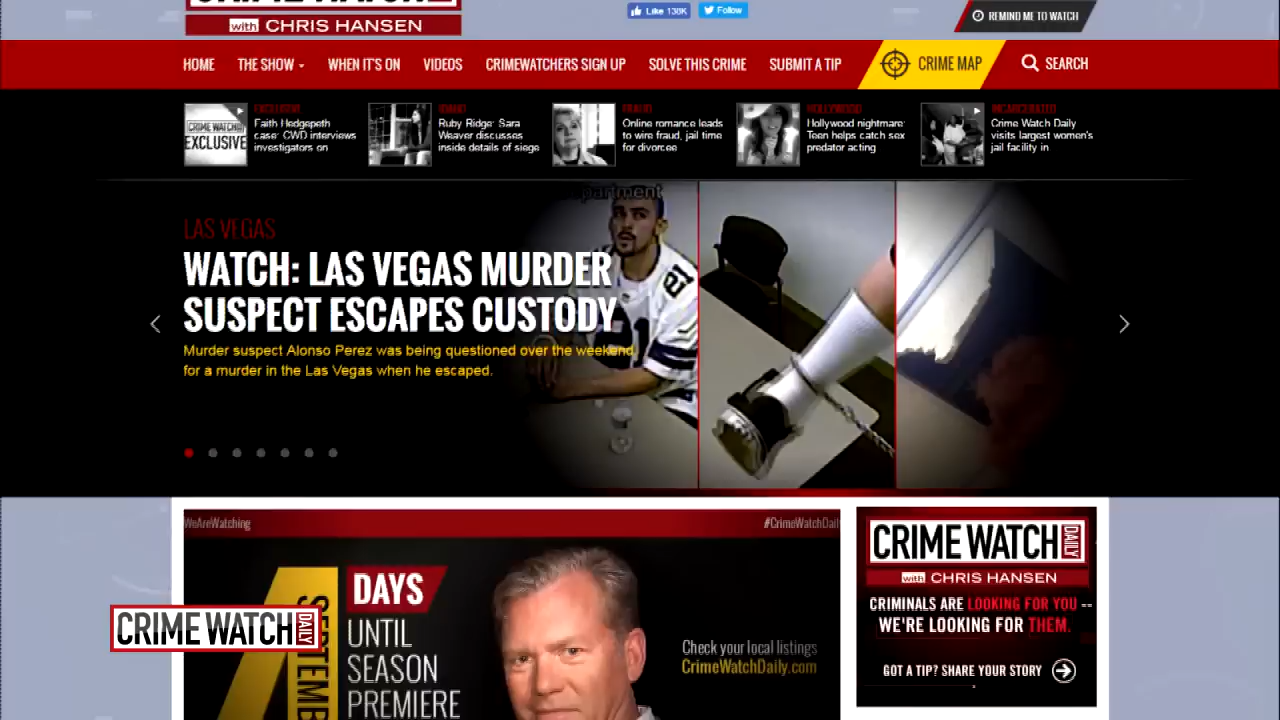 with CHRIS HANSEN
Like 138K
Follow
REMIND ME TO WATCH
HOME
THE SHOW
WHEN IT'S ON
VIDEOS
CRIMEWATCHERS SIGN UP
SOLVE THIS CRIME
SUBMIT A TIP
CRIME MAP
SEARCH
CRIME WATCH
EXCLUSIVE
EXCLUSIVE
Faith Hedgepeth
case: CWD interviews
investigators on
IDAHO
Ruby Ridge: Sara
Weaver discusses
inside details of siege
FRAUD
Online romance leads
to wire fraud, jail time
for divorcee
HOLLYWOOD
Hollywood nightmare:
Teen helps catch sex
predator acting
INCARCERATED
Crime Watch Daily
visits largest women's
jail facility in
LAS VEGAS
WATCH: LAS VEGAS MURDER
SUSPECT ESCAPES CUSTODY
Murder suspect Alonso Perez was being questioned over the weekend
for a murder in the Las Vegas when he escaped.
21
WeAreWatching
#CrimeWatchDaily
4
DAYS
UNTIL
SEASON
PREMIERE
Check your local listings
CrimeWatchDaily.com
CRIME WATCH DAILY
with CHRIS HANSEN
CRIMINALS ARE LOOKING FOR YOU --
WE'RE LOOKING FOR THEM.
GOT A TIP? SHARE YOUR STORY
CRIME WATCH DAILY